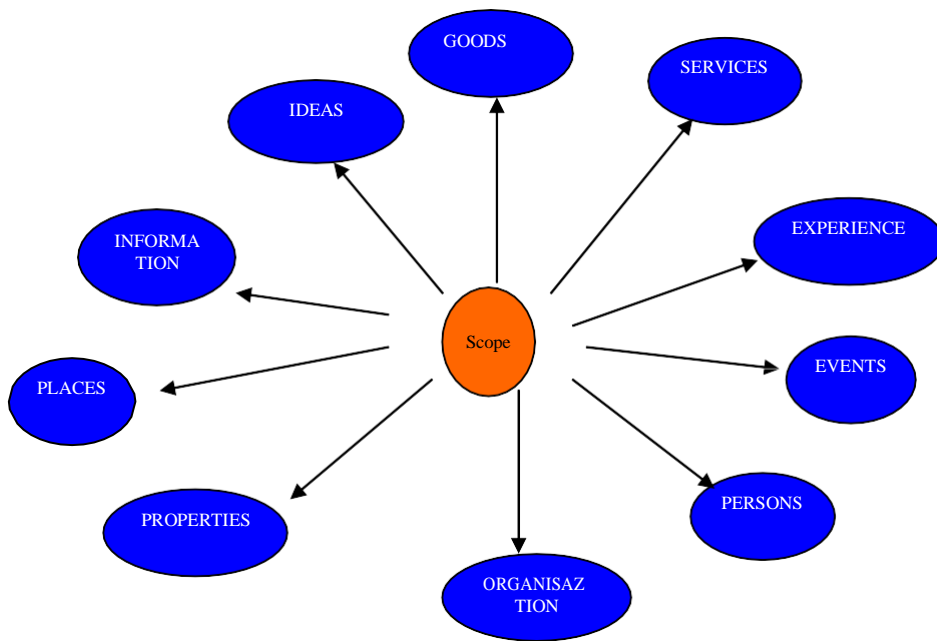 GOODS
SERVICES
IDEAS
EXPERIENCE
INFORMA
TION
Scope
EVENTS
PLACES
PERSONS
PROPERTIES
ORGANISAZ
TION